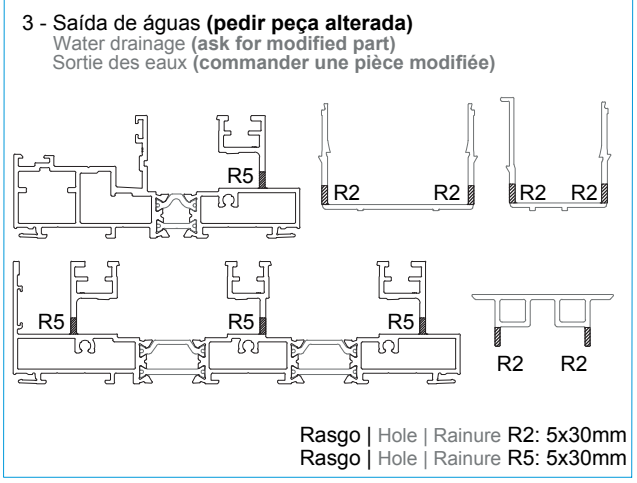 3 - Saída de águas (pedir peça alterada)
Water drainage (ask for modified part)
Sortie des eaux (commander une pièce modifiée)
R5
R2 R2
R2 R2
R5 R5 R5
R2 R2
Rasgo | Hole | Rainure R2: 5x30mm
Rasgo | Hole | Rainure R5: 5x30mm